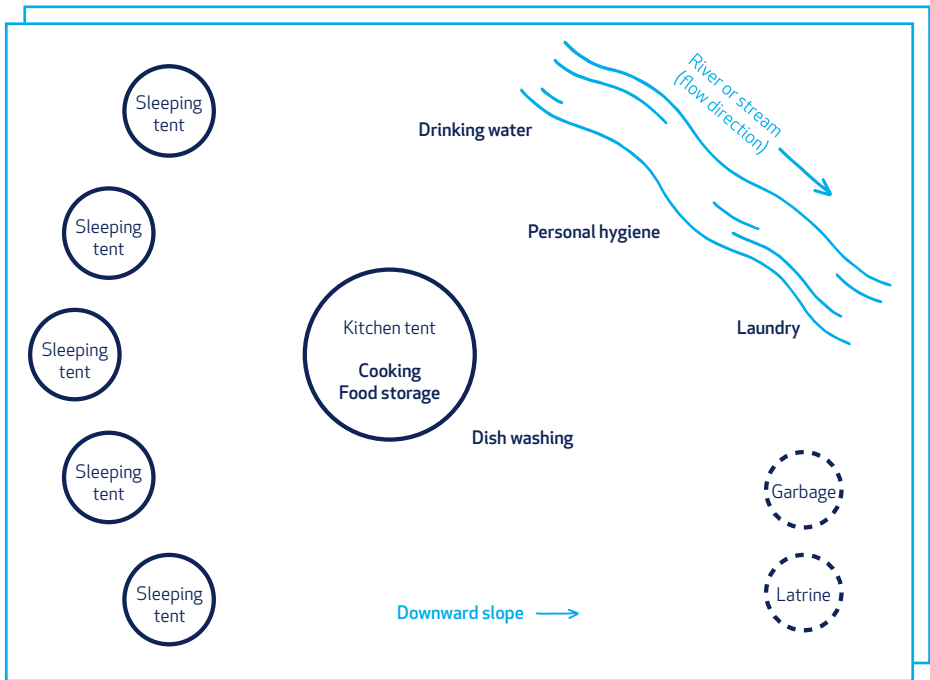 Sleeping
tent
Drinking water
River or stream
(flow direction)
Sleeping
tent
Personal hygiene
Sleeping
tent
Kitchen tent
Cooking
Food storage
Laundry
Dish washing
Sleeping
tent
Garbage
Sleeping
tent
Latrine
Downward slope